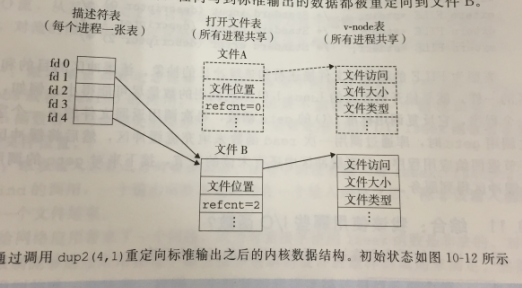 任何写到标准输出的数据都被重定向到文件 B。
描述符表
(每个进程一张表)
打开文件表
(所有进程共享)
v-node表
(所有进程共享)
fd 0
fd 1
fd 2
fd 3
fd 4
文件A
文件位置
refcnt=0
⋮
文件访问
文件大小
文件类型
⋮
文件 B
文件位置
refcnt=2
⋮
文件访问
文件大小
文件类型
⋮
通过调用 dup2(4,1)重定向标准输出之后的内核数据结构。初始状态如图 10-12 所示